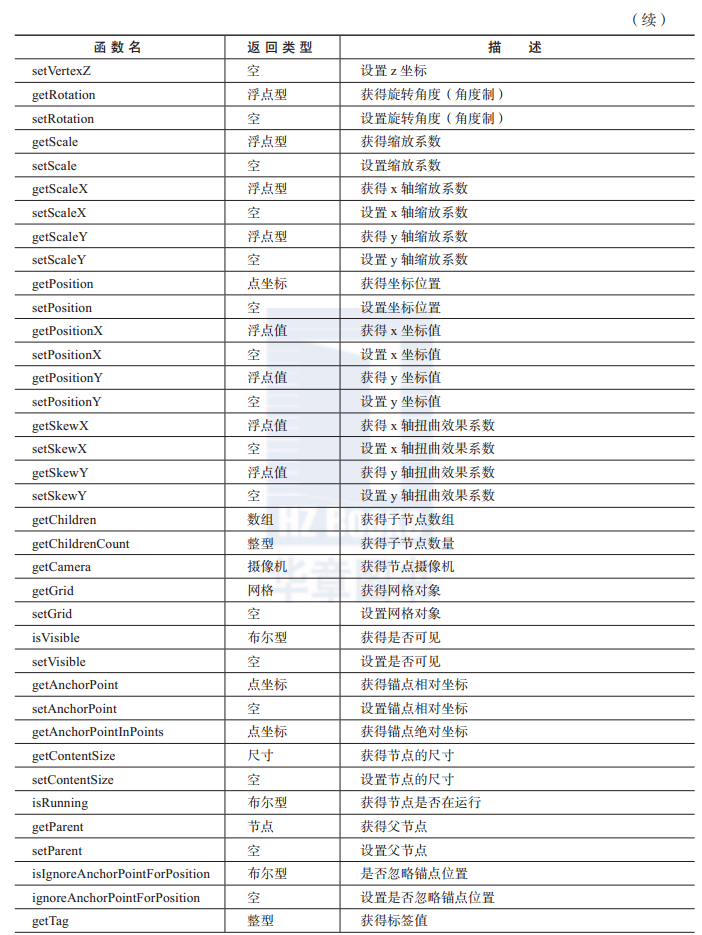 （续）
函数名 返回类型 描 述
setVertexZ 空 设置 z 坐标
getRotation 浮点型 获得旋转角度（角度制）
setRotation 空 设置旋转角度（角度制）
getScale 浮点型 获得缩放系数
setScale 空 设置缩放系数
getScaleX 浮点型 获得 x 轴缩放系数
setScaleX 空 设置 x 轴缩放系数
getScaleY 浮点型 获得 y 轴缩放系数
setScaleY 空 设置 y 轴缩放系数
getPosition 点坐标 获得坐标位置
setPosition 空 设置坐标位置
getPositionX 浮点值 获得 x 坐标值
setPositionX 空 设置 x 坐标值
getPositionY 浮点值 获得 y 坐标值
setPositionY 空 设置 y 坐标值
getSkewX 浮点值 获得 x 轴扭曲效果系数
setSkewX 空 设置 x 轴扭曲效果系数
getSkewY 浮点值 获得 y 轴扭曲效果系数
setSkewY 空 设置 y 轴扭曲效果系数
getChildren 数组 获得子节点数组
getChildrenCount 整型 获得子节点数量
getCamera 摄像机 获得节点摄像机
getGrid 网格 获得网格对象
setGrid 空 设置网格对象
isVisible 布尔型 获得是否可见
setVisible 空 设置是否可见
getAnchorPoint 点坐标 获得锚点相对坐标
setAnchorPoint 空 设置锚点相对坐标
getAnchorPointInPoints 点坐标 获得锚点绝对坐标
getContentSize 尺寸 获得节点的尺寸
setContentSize 空 设置节点的尺寸
isRunning 布尔型 获得节点是否在运行
getParent 节点 获得父节点
setParent 空 设置父节点
isIgnoreAnchorPointForPosition 布尔型 是否忽略锚点位置
ignoreAnchorPointForPosition 空 设置是否忽略锚点位置
getTag 整型 获得标签值